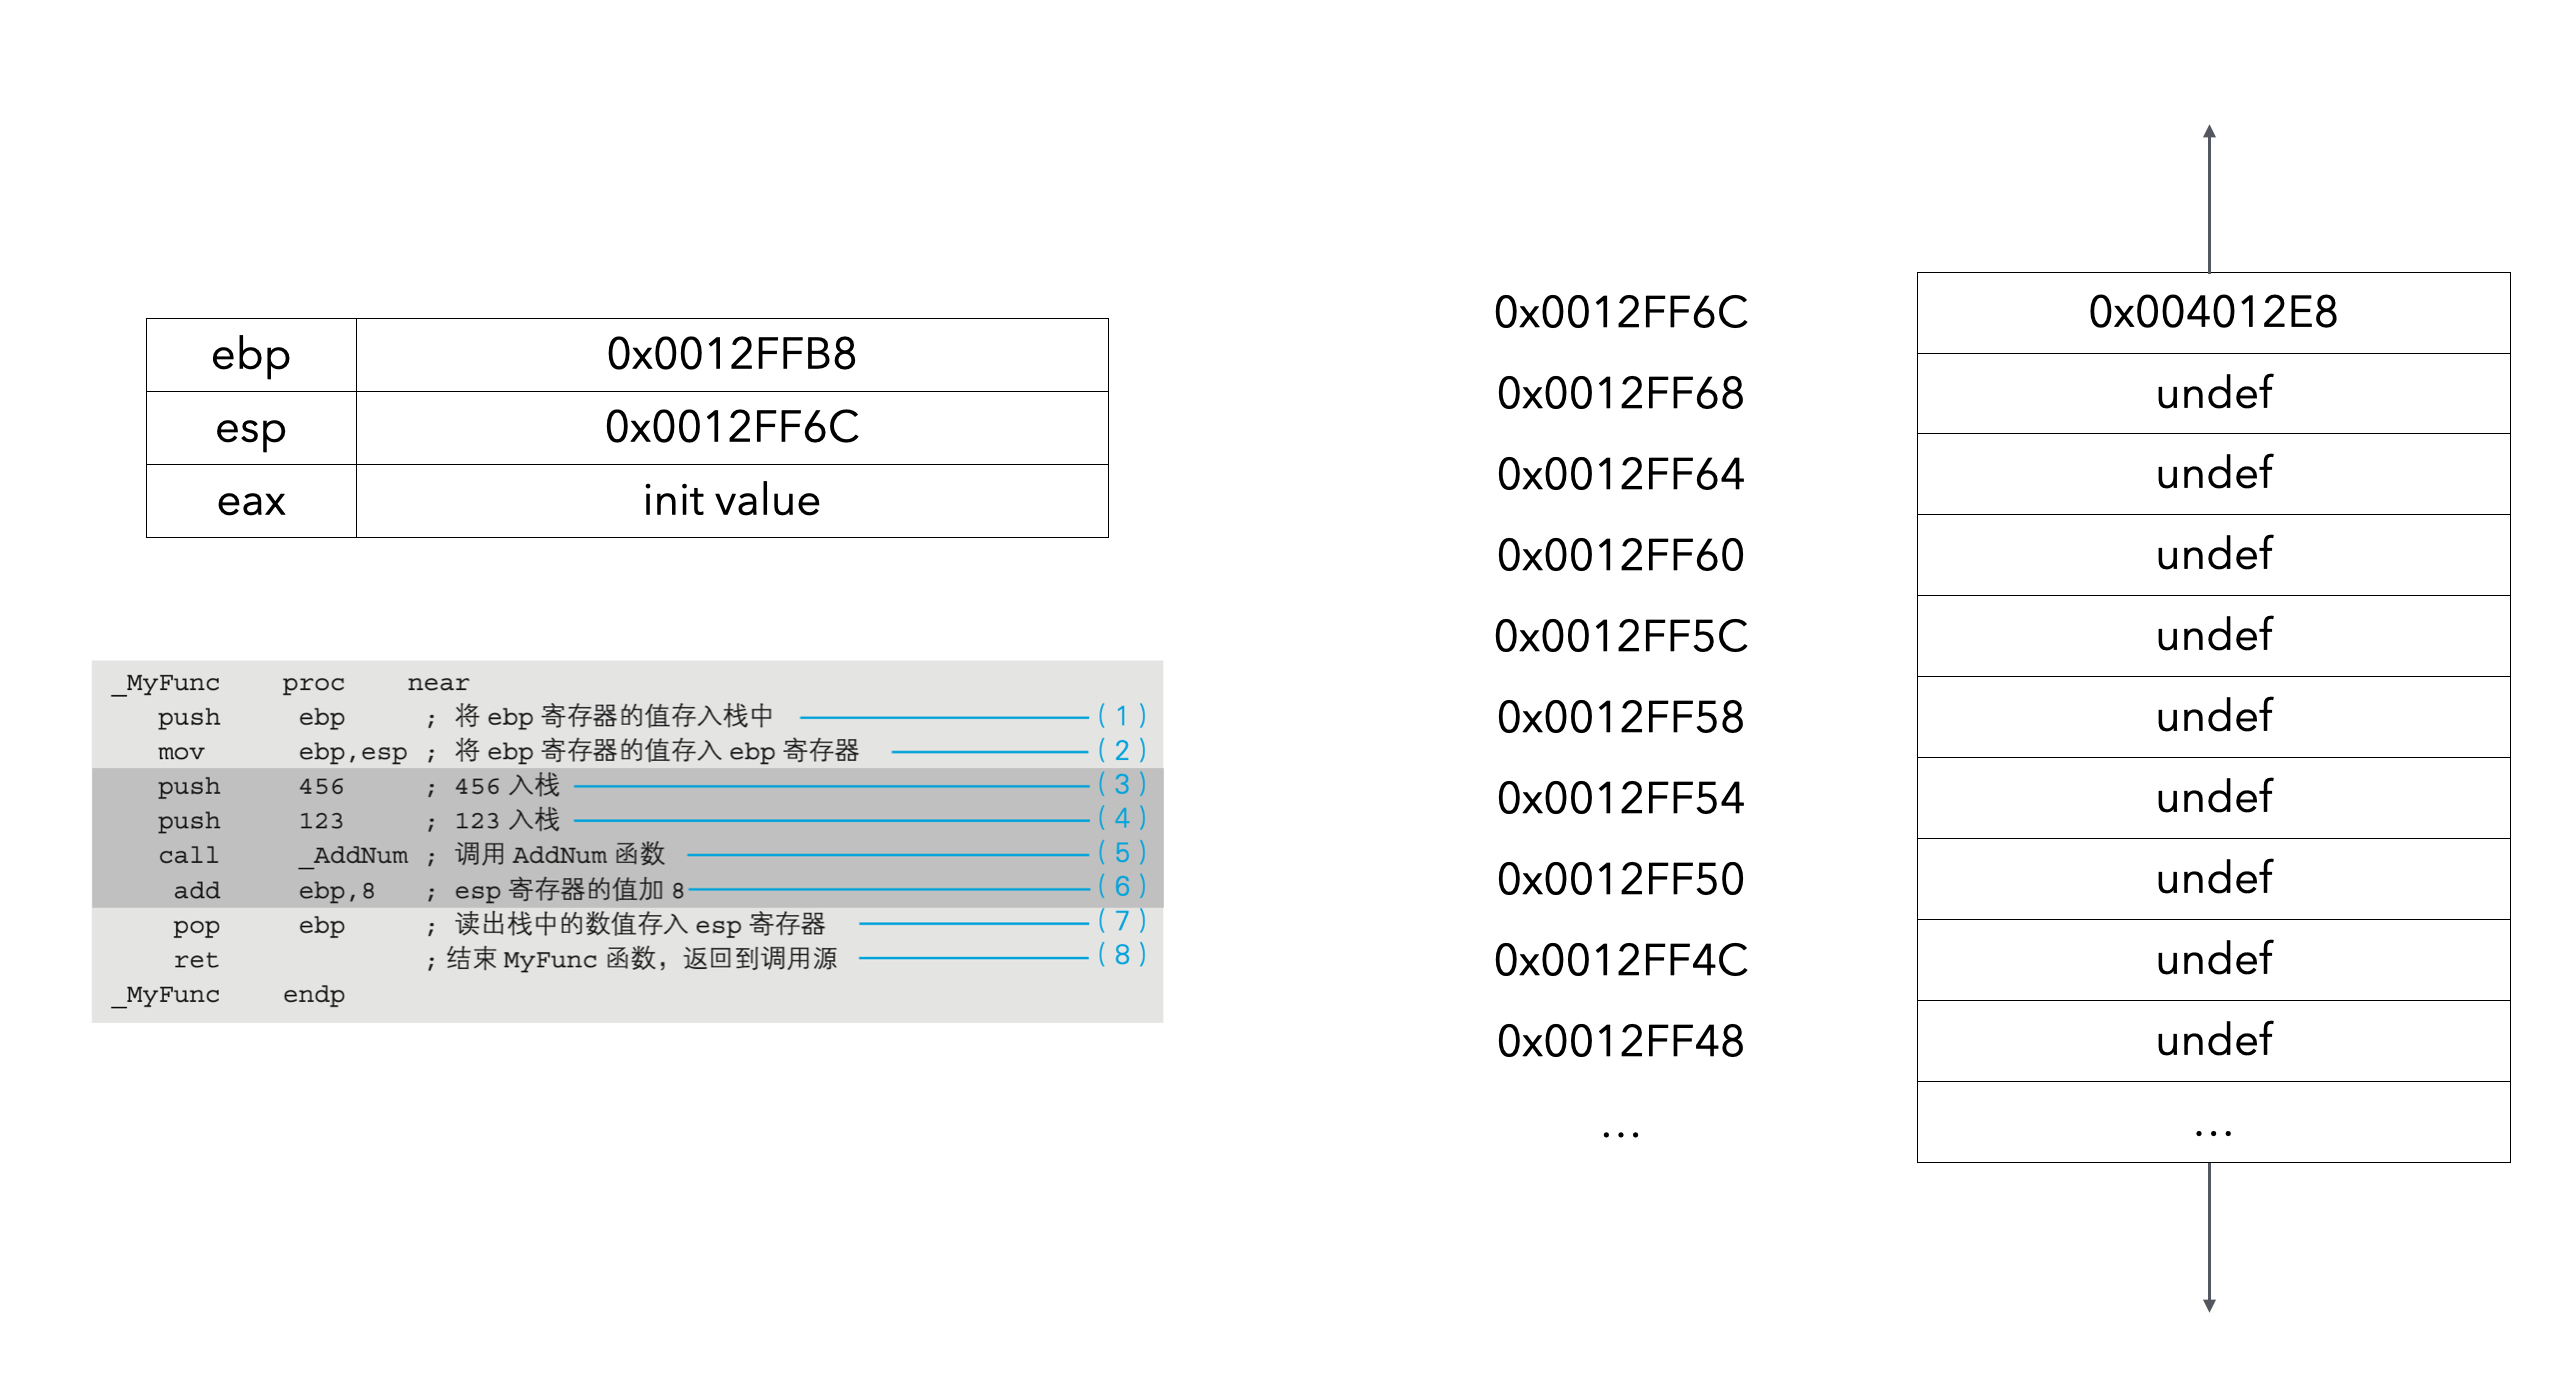 ebp 0x0012FFB8
esp 0x0012FF6C
eax init value
_MyFunc proc near
push ebp ; 将 ebp 寄存器的值存入栈中 (1)
mov ebp,esp ; 将 ebp 寄存器的值存入 ebp 寄存器 (2)
push 456 ; 456 入栈 (3)
push 123 ; 123 入栈 (4)
call _AddNum ; 调用 AddNum 函数 (5)
add ebp,8 ; esp 寄存器的值加 8 (6)
pop ebp ; 读出栈中的数值存入 esp 寄存器 (7)
ret ; 结束 MyFunc 函数，返回到调用源 (8)
_MyFunc endp
0x0012FF6C 0x004012E8
0x0012FF68 undef
0x0012FF64 undef
0x0012FF60 undef
0x0012FF5C undef
0x0012FF58 undef
0x0012FF54 undef
0x0012FF50 undef
0x0012FF4C undef
0x0012FF48 undef
... ...